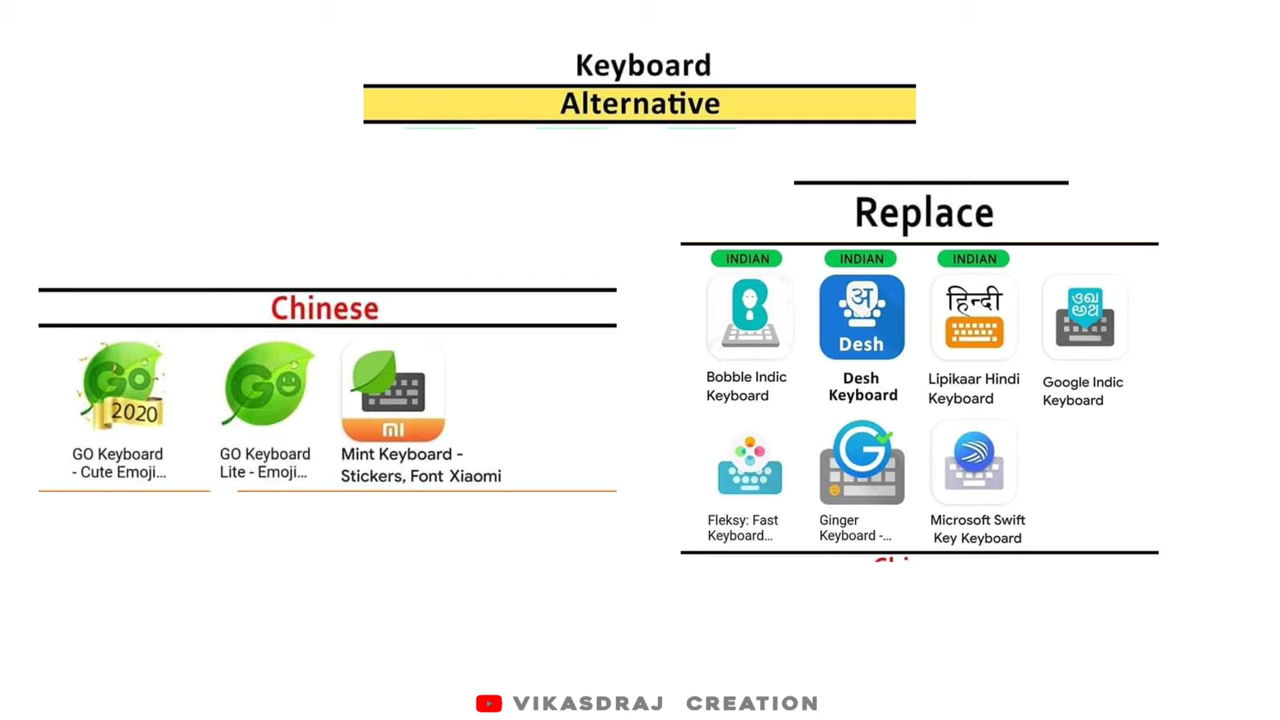 Keyboard
Alternative
Replace
INDIAN INDIAN INDIAN
Chinese
अ
Desh
हिन्दी
GO 2020
GO
mi
Bobble Indic
Keyboard
Desh
Keyboard
Lipikaar Hindi
Keyboard
Google Indic
Keyboard
GO Keyboard
- Cute Emoji...
GO Keyboard
Lite - Emoji...
Mint Keyboard -
Stickers, Font Xiaomi
Fleksy: Fast
Keyboard...
Ginger
Keyboard -...
Microsoft Swift
Key Keyboard
VIKASDRAJ CREATION